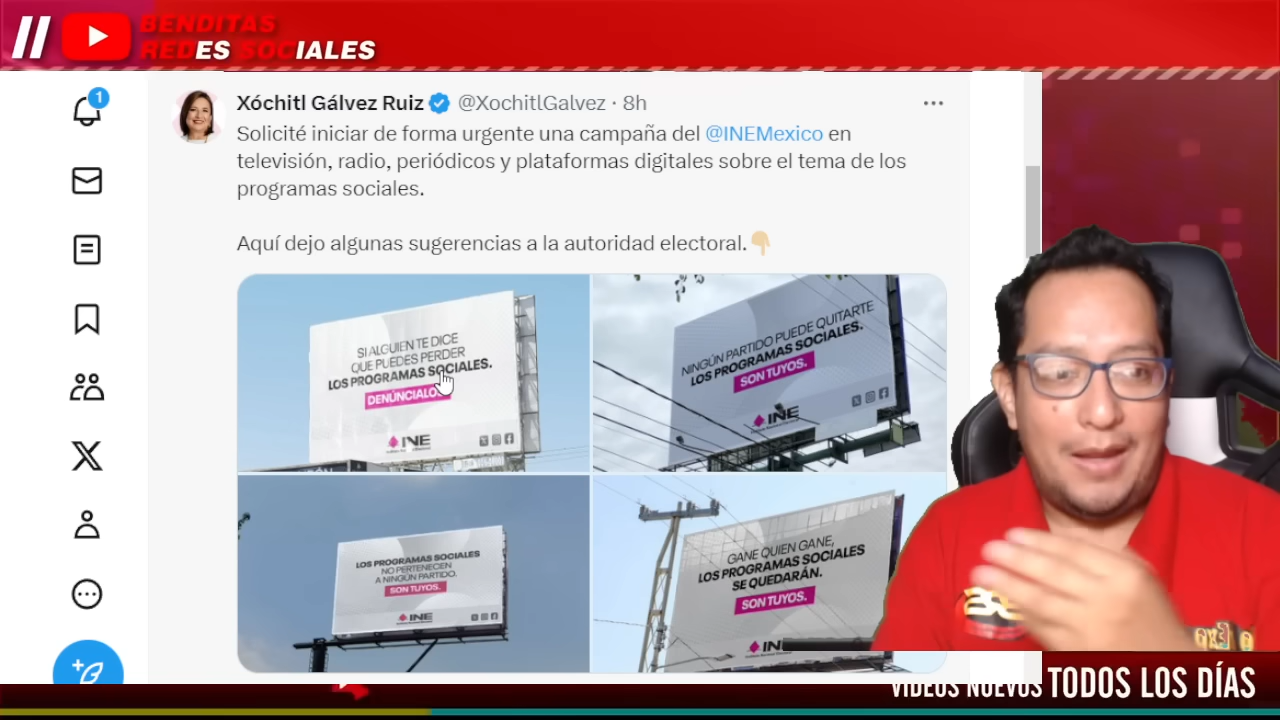 BENDITAS
REDES SOCIALES
1
Xóchitl Gálvez Ruiz @XochitlGalvez · 8h
Solicité iniciar de forma urgente una campaña del @INEMexico en
televisión, radio, periódicos y plataformas digitales sobre el tema de los
programas sociales.
Aquí dejo algunas sugerencias a la autoridad electoral.
SI ALGUIEN TE DICE
QUE PUEDES PERDER
LOS PROGRAMAS SOCIALES.
DENÚNCIALO.
INE
NINGÚN PARTIDO PUEDE QUITARTE
LOS PROGRAMAS SOCIALES.
SON TUYOS.
INE
LOS PROGRAMAS SOCIALES
NO PERTENECEN
A NINGÚN PARTIDO.
SON TUYOS.
INE
GANE QUIEN GANE,
LOS PROGRAMAS SOCIALES
SE QUEDARÁN.
SON TUYOS.
VIDEOS NUEVOS TODOS LOS DÍAS